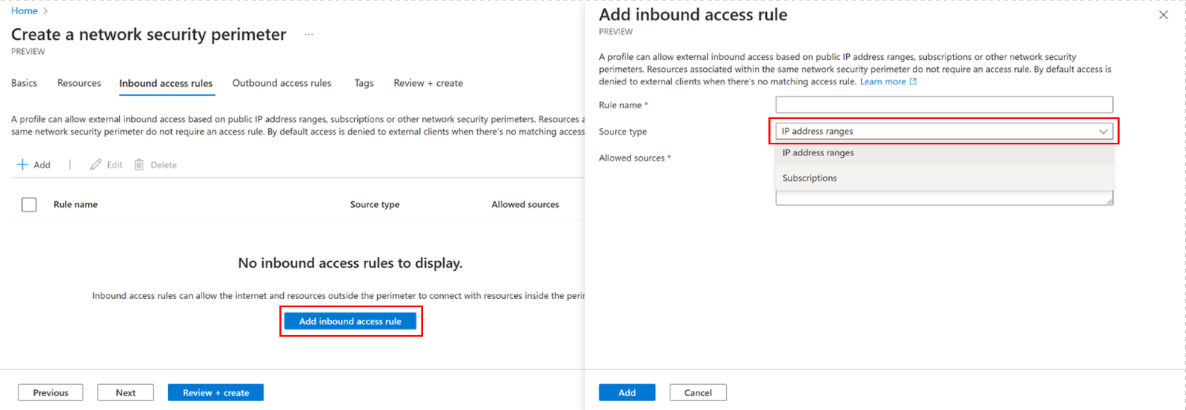 Home >
Create a network security perimeter ...
PREVIEW
Basics Resources Inbound access rules Outbound access rules Tags Review + create
A profile can allow external inbound access based on public IP address ranges, subscriptions or other network security perimeters. Resources a
same network security perimeter do not require an access rule. By default access is denied to external clients when there's no matching access
+ Add | Edit Delete
Rule name Source type Allowed sources
No inbound access rules to display.
Inbound access rules can allow the internet and resources outside the perimeter to connect with resources inside the perin
Add inbound access rule
Previous Next Review + create
Add inbound access rule
PREVIEW
A profile can allow external inbound access based on public IP address ranges, subscriptions or other network security
perimeters. Resources associated within the same network security perimeter do not require an access rule. By default access is
denied to external clients when there's no matching access rule. Learn more
Rule name *
Source type IP address ranges
IP address ranges
Allowed sources *
Subscriptions
Add Cancel